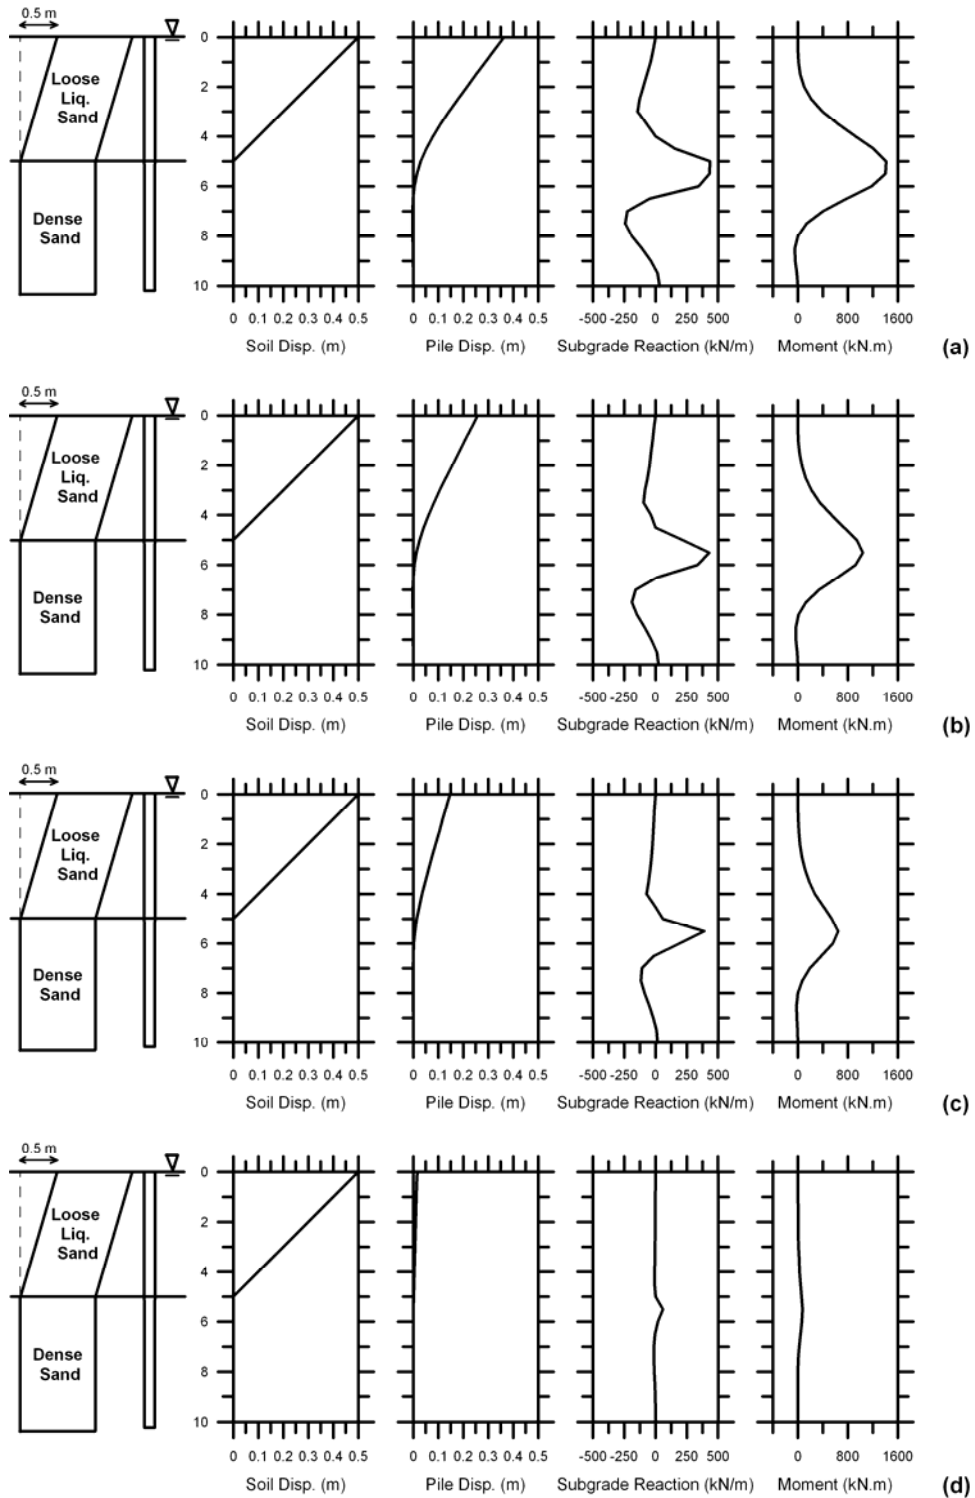 0.5 m
Loose
Liq.
Sand
Dense
Sand
0
2
4
6
8
10
0 0.1 0.2 0.3 0.4 0.5
Soil Disp. (m)
0 0.1 0.2 0.3 0.4 0.5
Pile Disp. (m)
-500 -250 0 250 500
Subgrade Reaction (kN/m)
0 800 1600
Moment (kN.m)
(a)
0.5 m
Loose
Liq.
Sand
Dense
Sand
0
2
4
6
8
10
0 0.1 0.2 0.3 0.4 0.5
Soil Disp. (m)
0 0.1 0.2 0.3 0.4 0.5
Pile Disp. (m)
-500 -250 0 250 500
Subgrade Reaction (kN/m)
0 800 1600
Moment (kN.m)
(b)
0.5 m
Loose
Liq.
Sand
Dense
Sand
0
2
4
6
8
10
0 0.1 0.2 0.3 0.4 0.5
Soil Disp. (m)
0 0.1 0.2 0.3 0.4 0.5
Pile Disp. (m)
-500 -250 0 250 500
Subgrade Reaction (kN/m)
0 800 1600
Moment (kN.m)
(c)
0.5 m
Loose
Liq.
Sand
Dense
Sand
0
2
4
6
8
10
0 0.1 0.2 0.3 0.4 0.5
Soil Disp. (m)
0 0.1 0.2 0.3 0.4 0.5
Pile Disp. (m)
-500 -250 0 250 500
Subgrade Reaction (kN/m)
0 800 1600
Moment (kN.m)
(d)